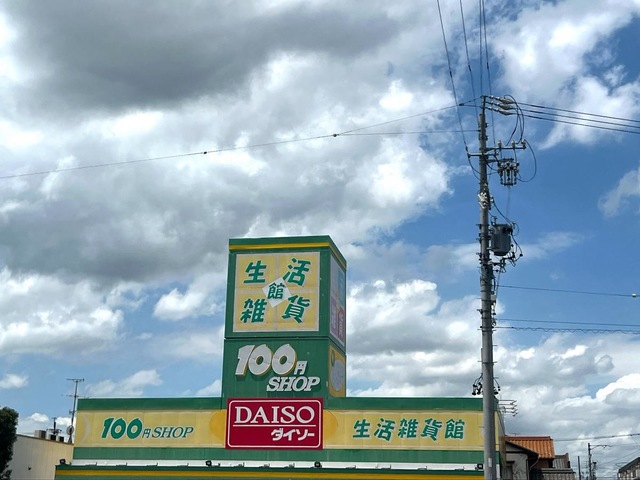 生活
館
雑貨
100円
SHOP
100円SHOP
DAISO
ダイソー
生活雑貨館